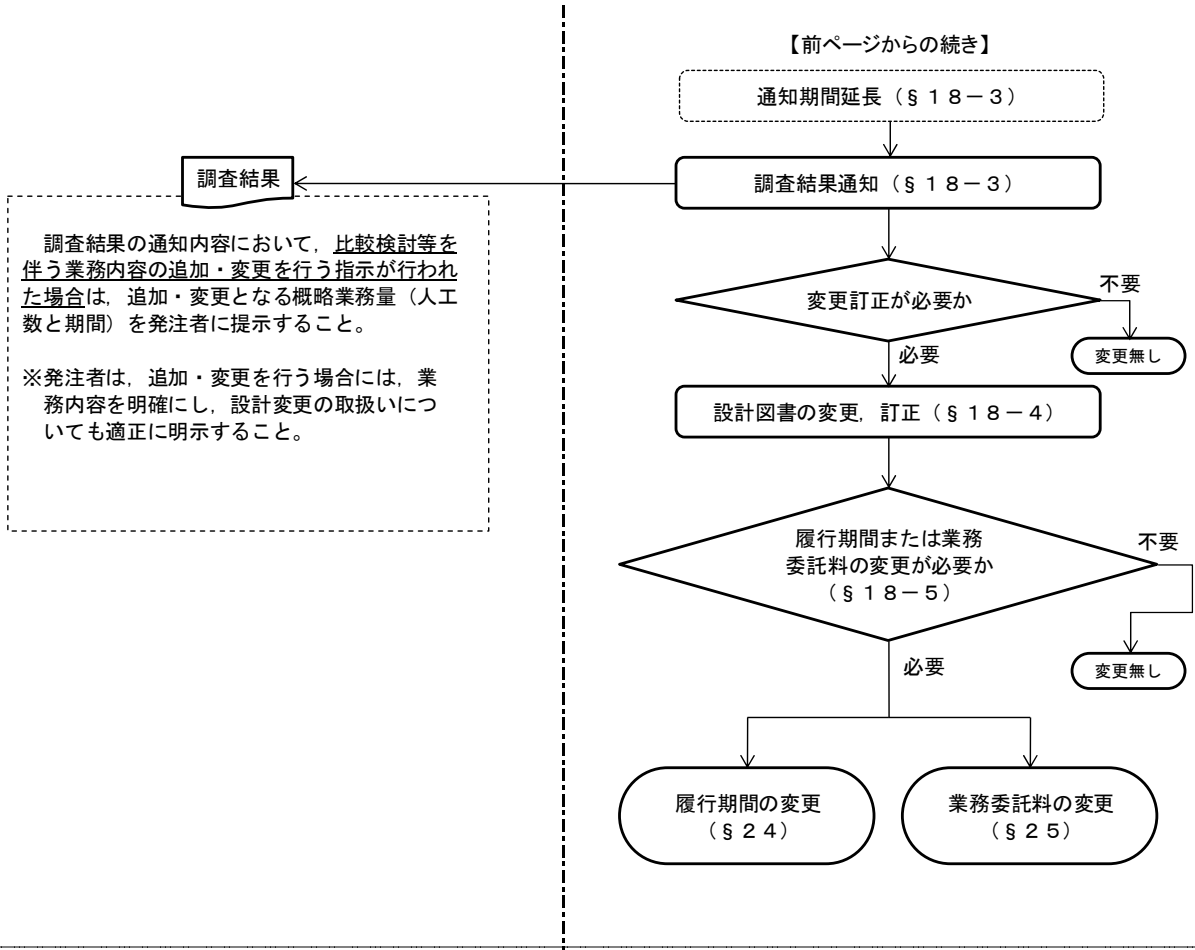 【前ページからの続き】
通知期間延長（§１８－３）
調査結果
調査結果通知（§１８－３）
調査結果の通知内容において，比較検討等を
伴う業務内容の追加・変更を行う指示が行われ
た場合は，追加・変更となる概略業務量（人工
数と期間）を発注者に提示すること。
※発注者は，追加・変更を行う場合には，業
務内容を明確にし，設計変更の取扱いにつ
いても適正に明示すること。
変更訂正が必要か
不要
変更無し
必要
設計図書の変更，訂正（§１８－４）
履行期間または業務
委託料の変更が必要か
（§１８－５）
不要
変更無し
必要
履行期間の変更
（§２４）
業務委託料の変更
（§２５）